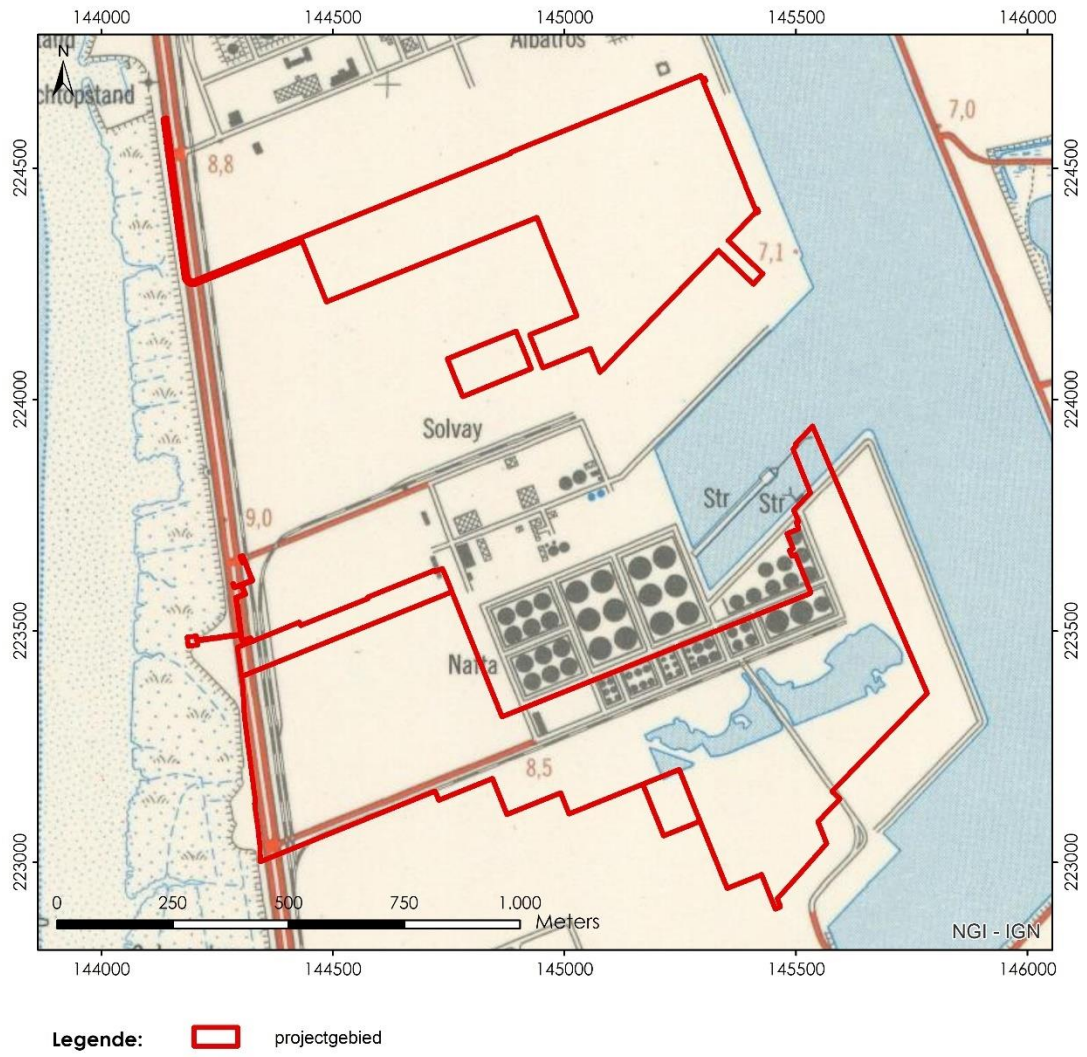 144000 144500 145000 145500 146000
tand
Albatros
N
chtopstand
7,0
224500
224500
8,8
7,1
224000
224000
Solvay
9,0
Str
Str
223500
223500
Nafta
8,5
223000
223000
0 250 500 750 1.000
Meters
NGI - IGN
144000 144500 145000 145500 146000
Legende: projectgebied